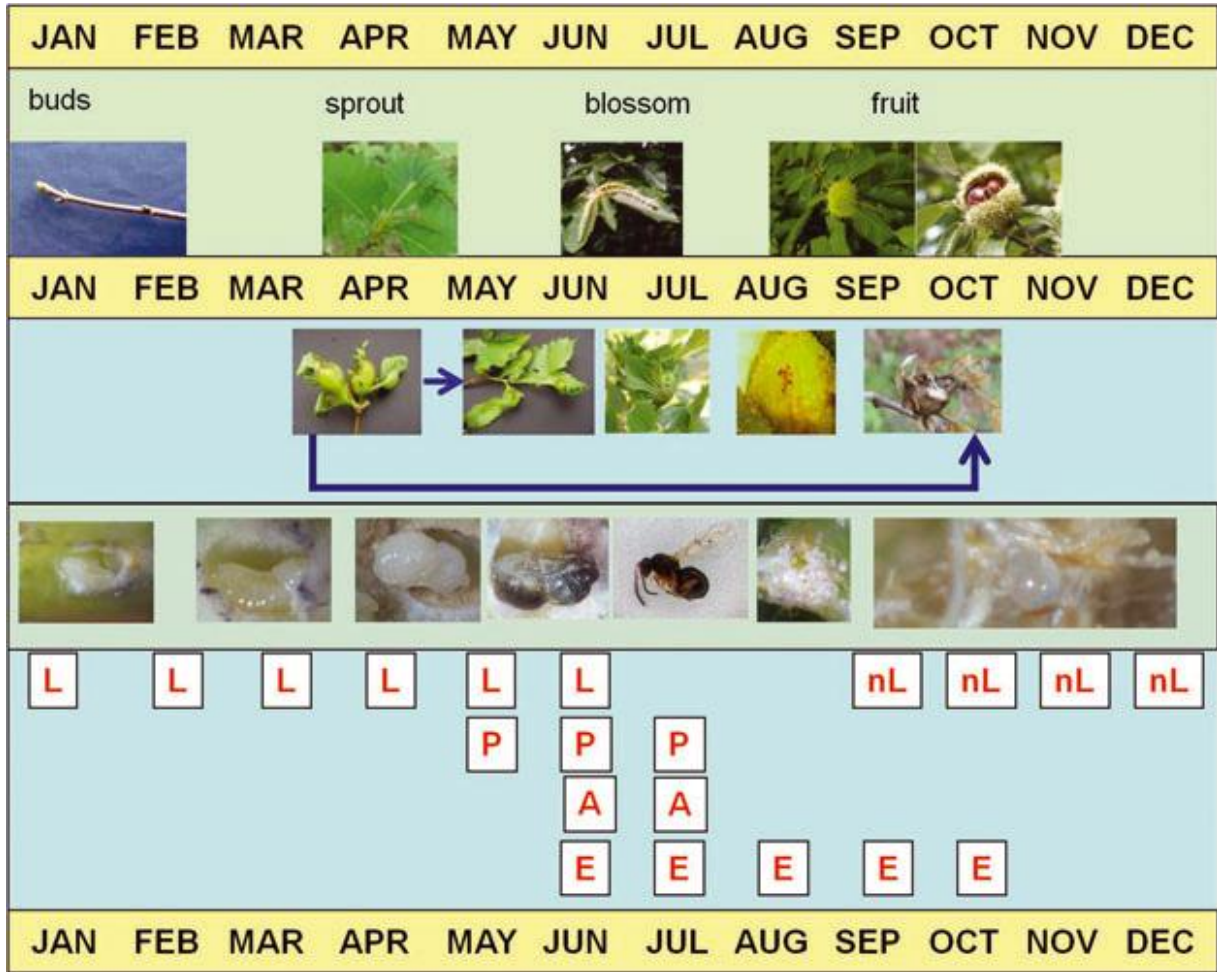 JAN FEB MAR APR MAY JUN JUL AUG SEP OCT NOV DEC
buds sprout blossom fruit
JAN FEB MAR APR MAY JUN JUL AUG SEP OCT NOV DEC
L L L L L L nL nL nL nL
P P P
A A
E E E E E
JAN FEB MAR APR MAY JUN JUL AUG SEP OCT NOV DEC